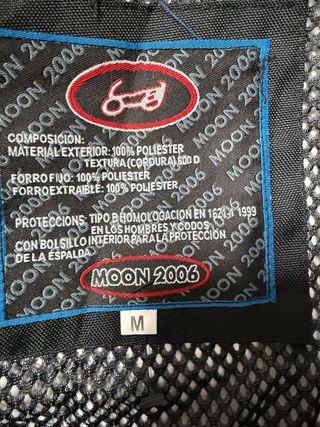 MOON 2006
COMPOSICION:
MATERIAL EXTERIOR: 100% POLIESTER
TEXTURA (CORDURA) 600 D
FORRO FIJO: 100% POLIESTER
FORRO EXTRAIBLE: 100% POLIESTER
PROTECCIONS: TIPO B HOMOLOGACION EN 1621-1 1999
EN LOS HOMBRES Y CODOS
CON BOLSILLO INTERIOR PARA LA PROTECCIÓN
DE LA ESPALDA
MOON 2006
M